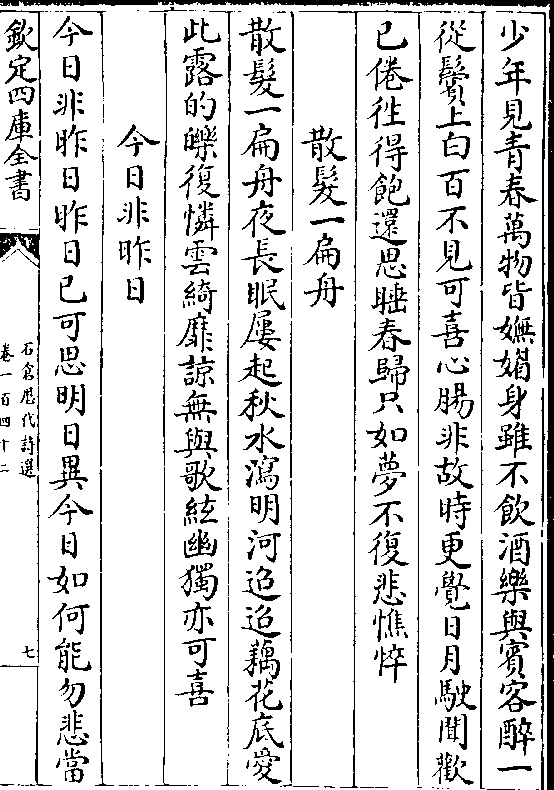 少年見青春萬物皆嫵媚身雖不飲酒樂與賓客醉一
從鬢上白百不見可喜心腸非故時更覺日月駛聞歡
已倦徃得飽還思睡春歸只如夢不復悲憔悴
散髮一扁舟
散髮一扁舟夜長眠屢起秋水瀉明河迢迢藕花底愛
此露的皪復憐雲綺靡諒無與歌絃幽獨亦可喜
今日非昨日
今日非昨日昨日已可思明日異今日如何能勿悲當
欽定四庫全書
石倉歴代詩選
卷一百四十二
七